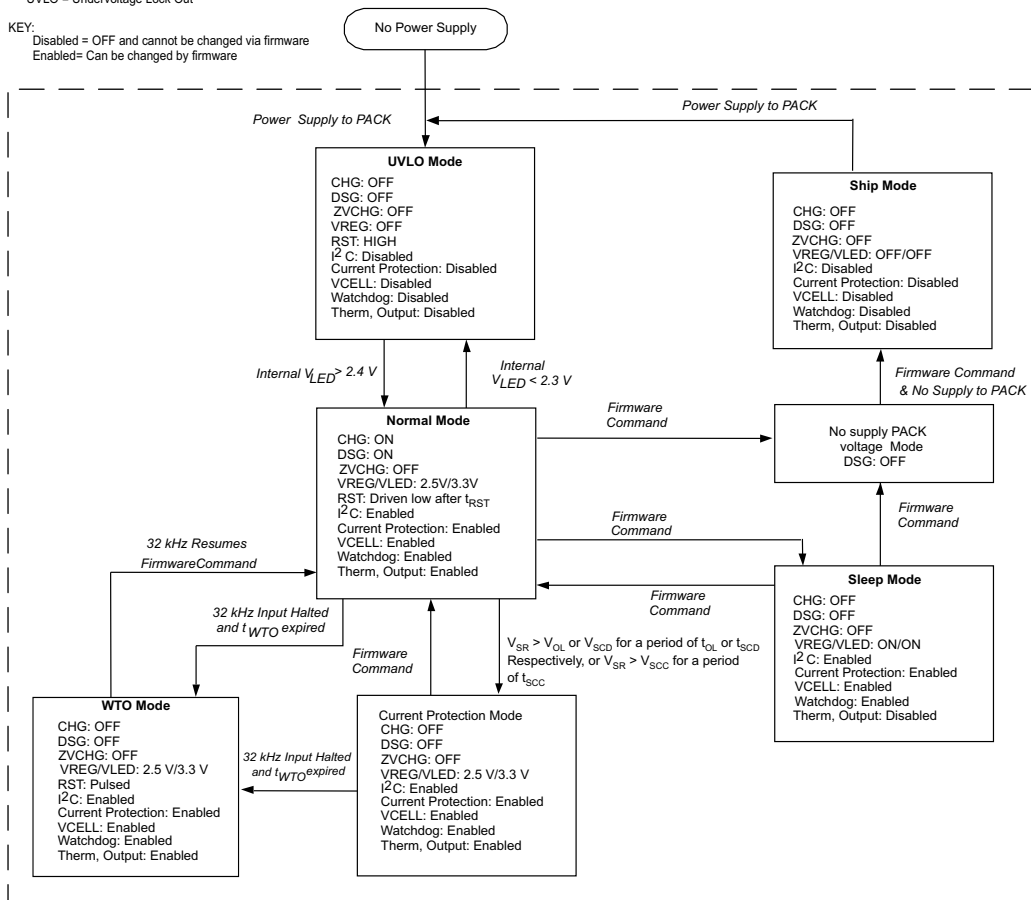 UVLO = Undervoltage Lock Out
KEY:
Disabled = OFF and cannot be changed via firmware
Enabled= Can be changed by firmware
No Power Supply
Power Supply to PACK
Power Supply to PACK
UVLO Mode
CHG: OFF
DSG: OFF
ZVCHG: OFF
VREG: OFF
RST: HIGH
I2 C: Disabled
Current Protection: Disabled
VCELL: Disabled
Watchdog: Disabled
Therm, Output: Disabled
Ship Mode
CHG: OFF
DSG: OFF
ZVCHG: OFF
VREG/VLED: OFF/OFF
I2C: Disabled
Current Protection: Disabled
VCELL: Disabled
Watchdog: Disabled
Therm, Output: Disabled
Internal VLED> 2.4 V
Internal
VLED < 2.3 V
Firmware Command
& No Supply to PACK
Normal Mode
CHG: ON
DSG: ON
ZVCHG: OFF
VREG/VLED: 2.5V/3.3V
RST: Driven low after tRST
I2C: Enabled
Current Protection: Enabled
VCELL: Enabled
Watchdog: Enabled
Therm, Output: Enabled
Firmware
Command
No supply PACK
voltage Mode
DSG: OFF
Firmware
Command
Firmware
Command
32 kHz Resumes
FirmwareCommand
Firmware
Command
Sleep Mode
CHG: OFF
DSG: OFF
ZVCHG: OFF
VREG/VLED: ON/ON
I2C: Enabled
Current Protection: Enabled
VCELL: Enabled
Watchdog: Enabled
Therm, Output: Disabled
32 kHz Input Halted
and tWTO expired
Firmware
Command
VSR > VOL or VSCD for a period of tOL or tSCD
Respectively, or VSR > VSCC for a period
of tSCC
WTO Mode
CHG: OFF
DSG: OFF
ZVCHG: OFF
VREG/VLED: 2.5 V/3.3 V
RST: Pulsed
I2C: Enabled
Current Protection: Enabled
VCELL: Enabled
Watchdog: Enabled
Therm, Output: Enabled
32 kHz Input Halted
and tWTO expired
Current Protection Mode
CHG: OFF
DSG: OFF
ZVCHG: OFF
VREG/VLED: 2.5 V/3.3 V
I2C: Enabled
Current Protection: Enabled
VCELL: Enabled
Watchdog: Enabled
Therm, Output: Enabled